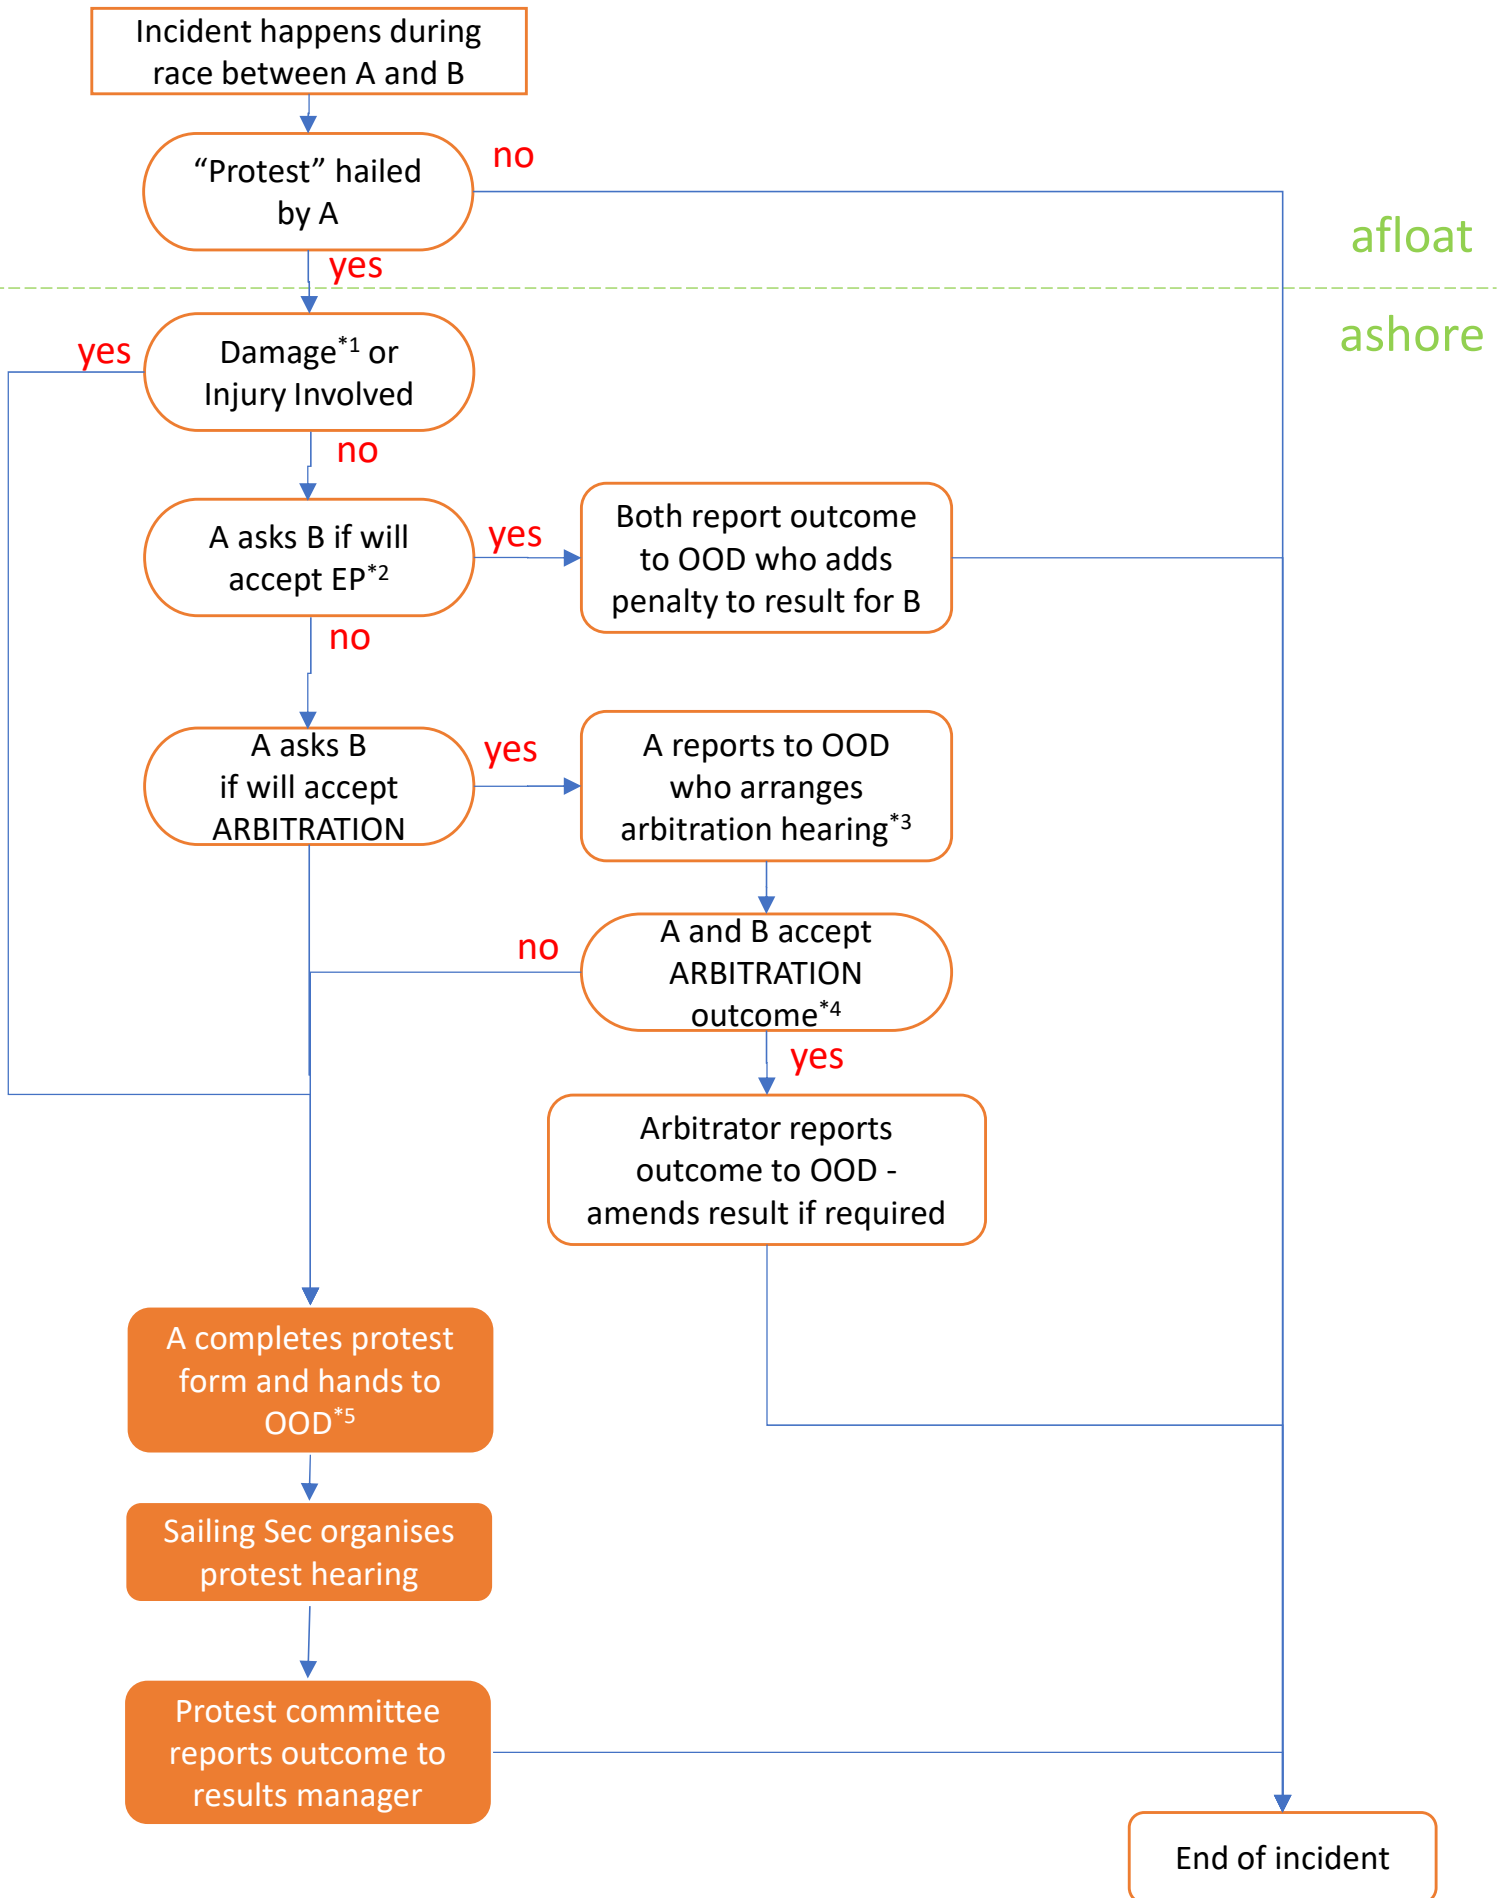 Incident happens during
race between A and B
“Protest” hailed
by A
no
afloat
yes
ashore
yes
Damage*1 or
Injury Involved
no
A asks B if will
accept EP*2
yes
Both report outcome
to OOD who adds
penalty to result for B
no
A asks B
if will accept
ARBITRATION
yes
A reports to OOD
who arranges
arbitration hearing*3
no
A and B accept
ARBITRATION
outcome*4
yes
Arbitrator reports
outcome to OOD -
amends result if required
A completes protest
form and hands to
OOD*5
Sailing Sec organises
protest hearing
Protest committee
reports outcome to
results manager
End of incident